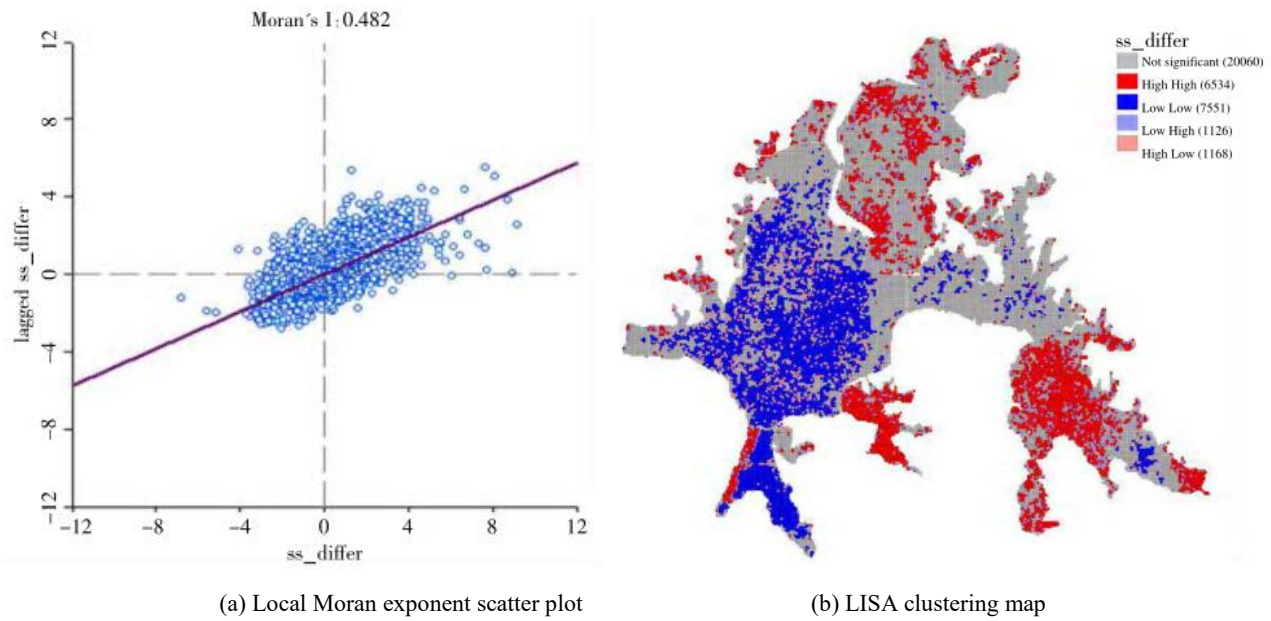 Moran´s I:0.482
12
8
4
0
−4
−8
−12
lagged ss_differ
−12
−8
−4
0
4
8
12
ss_differ
ss_differ
Not significant (20060)
High High (6534)
Low Low (7551)
Low High (1126)
High Low (1168)
(a) Local Moran exponent scatter plot
(b) LISA clustering map